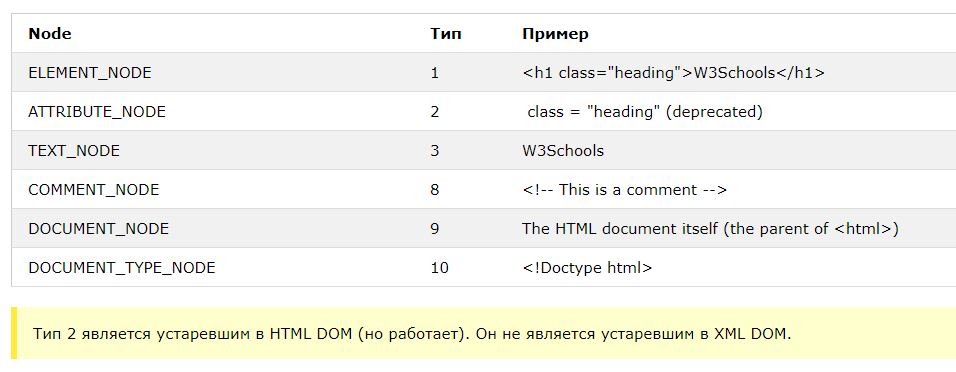 Node Тип Пример
ELEMENT_NODE 1 <h1 class="heading">W3Schools</h1>
ATTRIBUTE_NODE 2 class = "heading" (deprecated)
TEXT_NODE 3 W3Schools
COMMENT_NODE 8 <!-- This is a comment -->
DOCUMENT_NODE 9 The HTML document itself (the parent of <html>)
DOCUMENT_TYPE_NODE 10 <!Doctype html>
Тип 2 является устаревшим в HTML DOM (но работает). Он не является устаревшим в XML DOM.